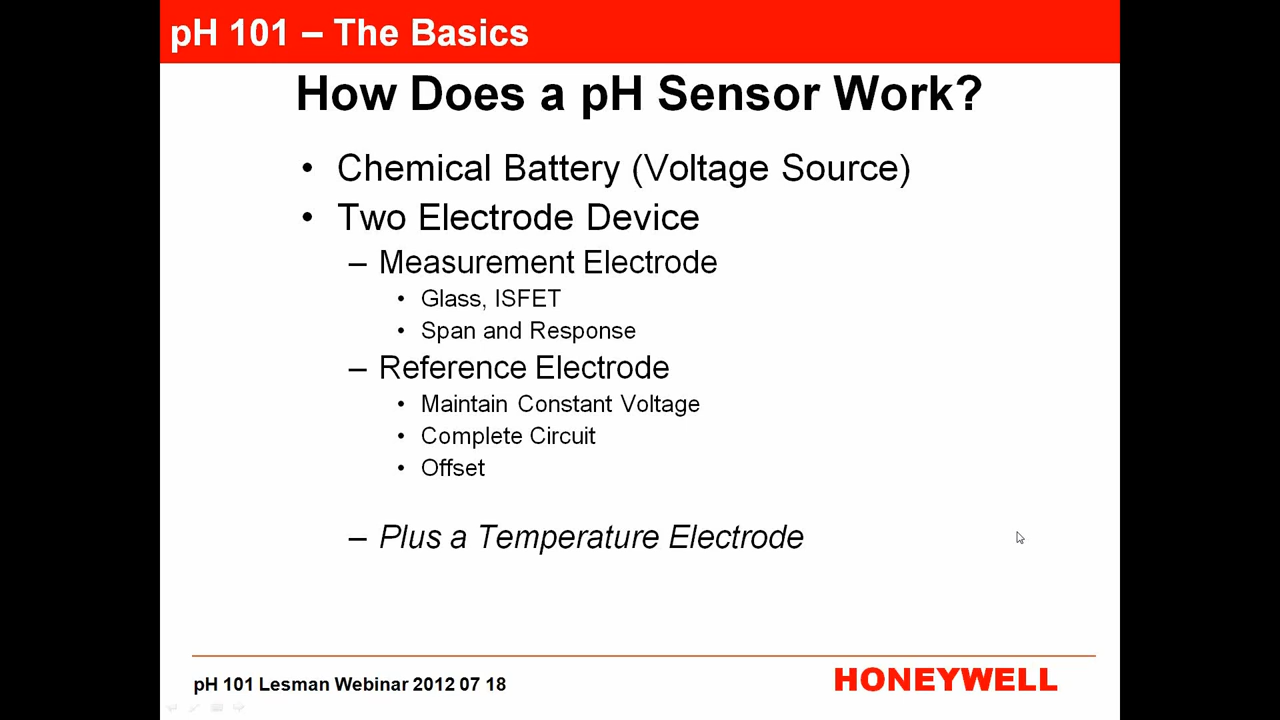 pH 101 – The Basics
How Does a pH Sensor Work?
• Chemical Battery (Voltage Source)
• Two Electrode Device
– Measurement Electrode
• Glass, ISFET
• Span and Response
– Reference Electrode
• Maintain Constant Voltage
• Complete Circuit
• Offset
– Plus a Temperature Electrode
pH 101 Lesman Webinar 2012 07 18
HONEYWELL